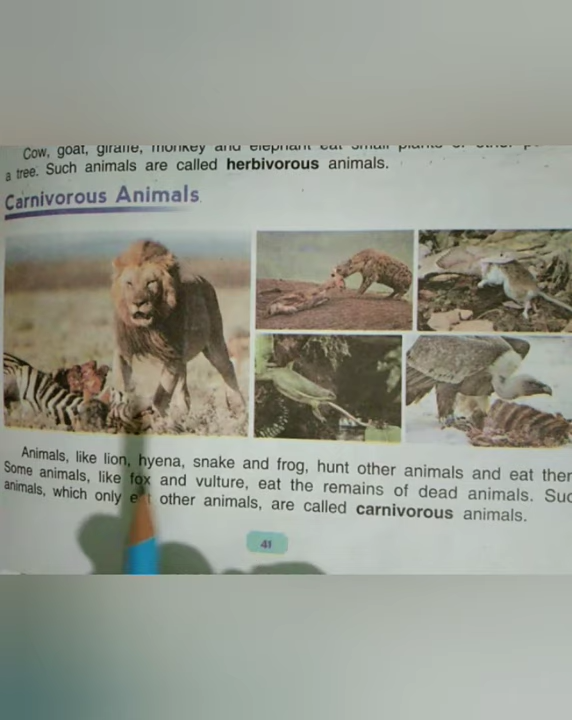 Cow, goat, giraffe, monkey and elephant eat small plants
a tree. Such animals are called herbivorous animals.
Carnivorous Animals
Animals, like lion, hyena, snake and frog, hunt other animals and eat
Some animals, like fox and vulture, eat the remains of dead animals.
animals, which only other animals, are called carnivorous animals.
41